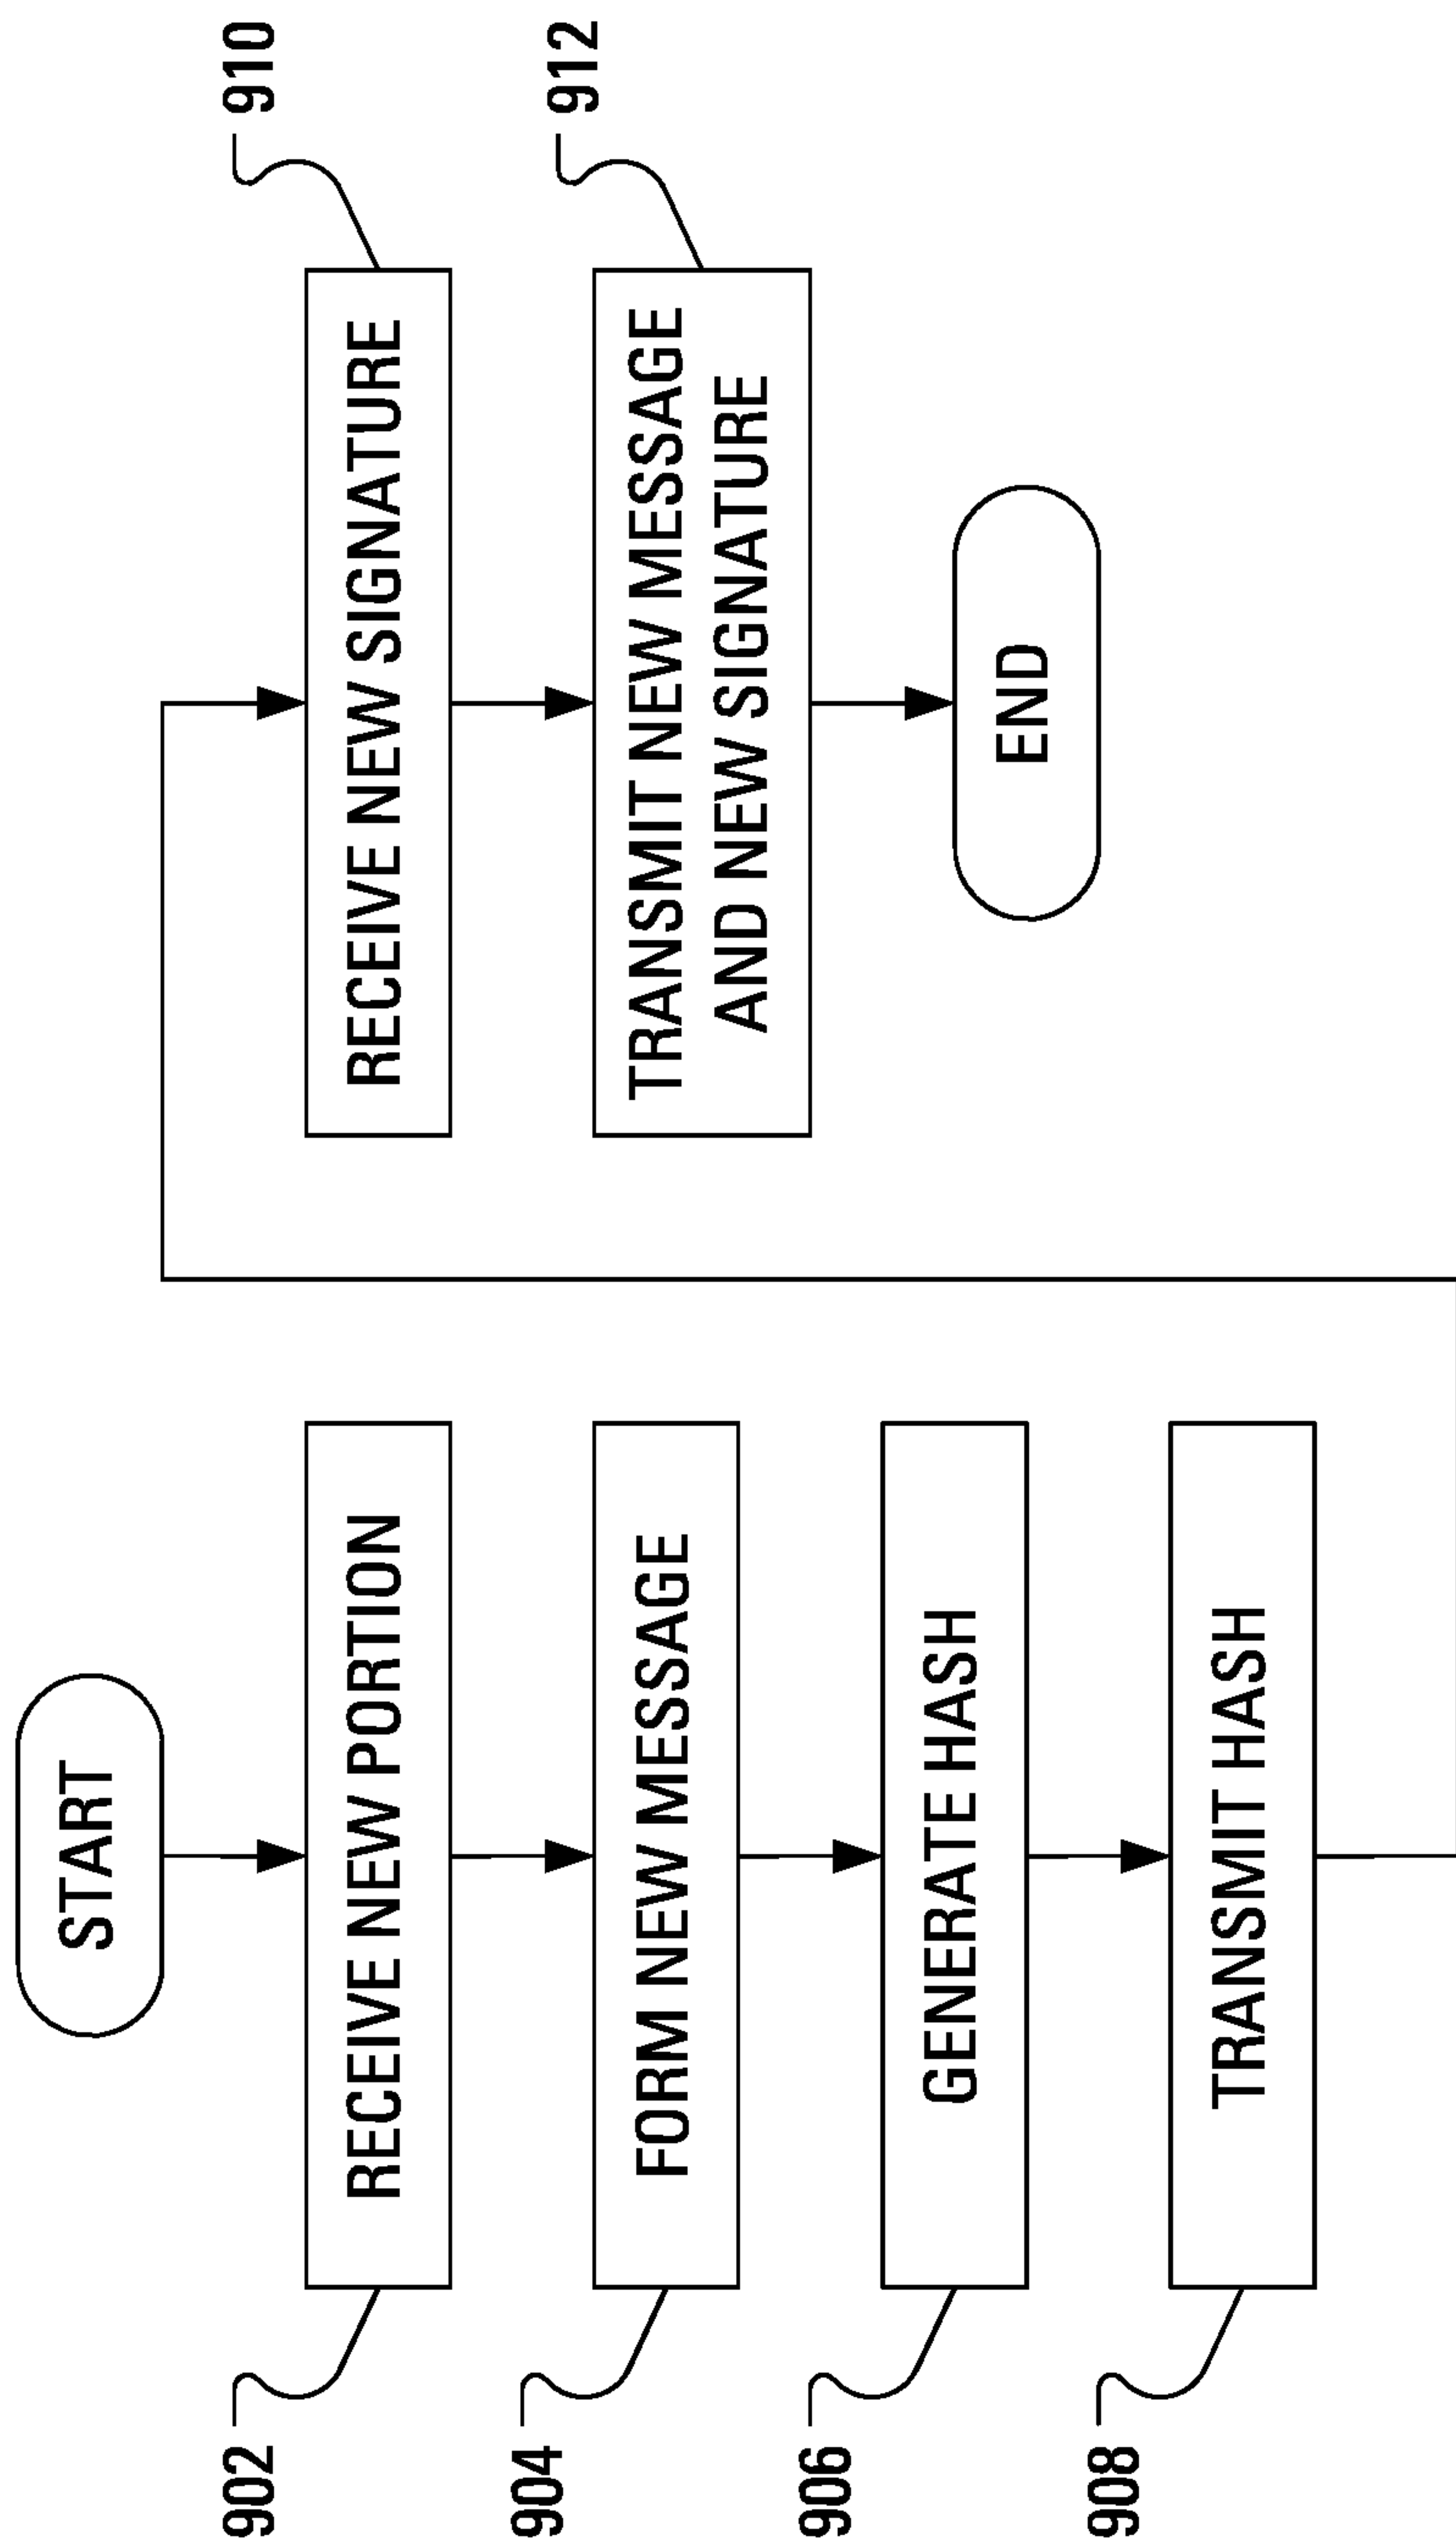 START
902
RECEIVE NEW PORTION
904
FORM NEW MESSAGE
906
GENERATE HASH
908
TRANSMIT HASH
RECEIVE NEW SIGNATURE
910
TRANSMIT NEW MESSAGE
AND NEW SIGNATURE
912
END